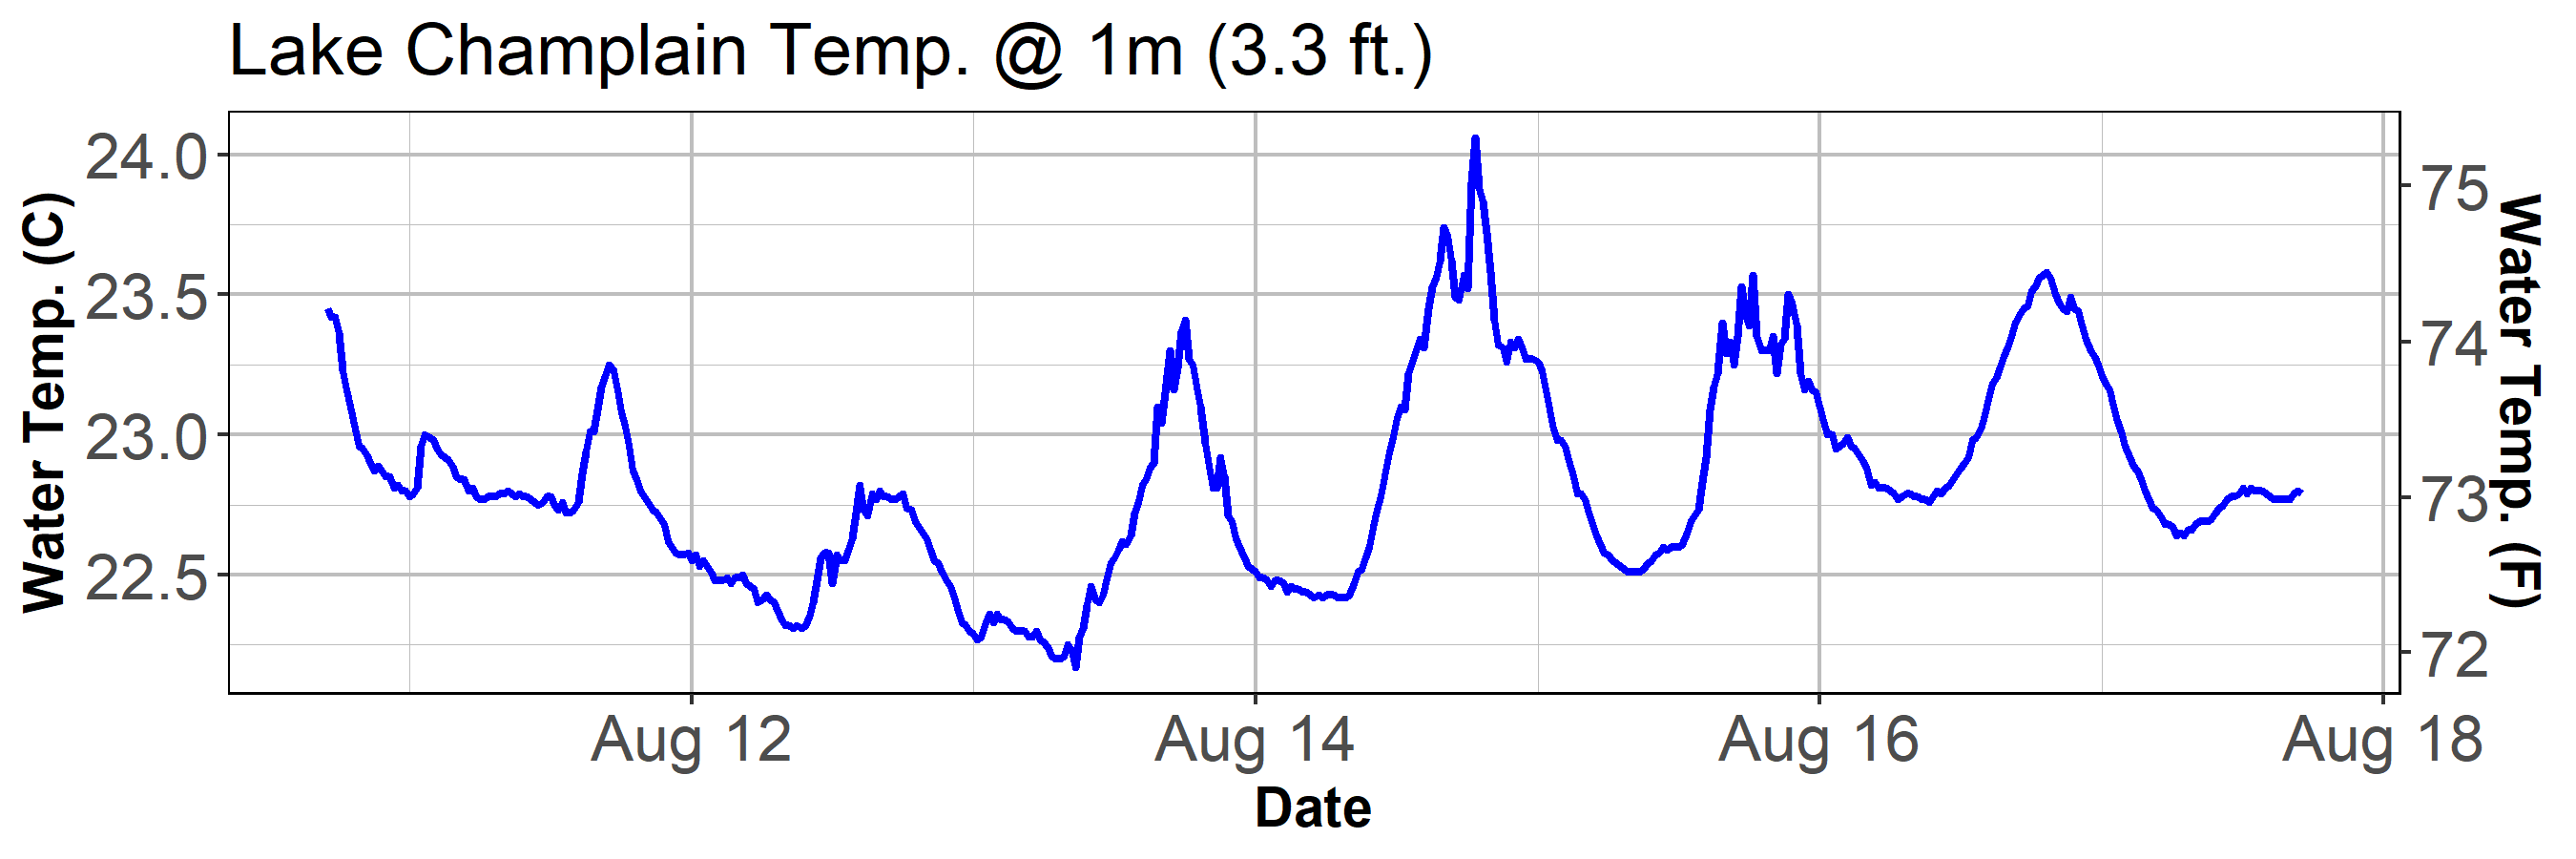 Lake Champlain Temp. @ 1m (3.3 ft.)
Water Temp. (C)
24.0
23.5
23.0
22.5
75
74
73
72
Water Temp. (F)
Aug 12 Aug 14 Aug 16 Aug 18
Date